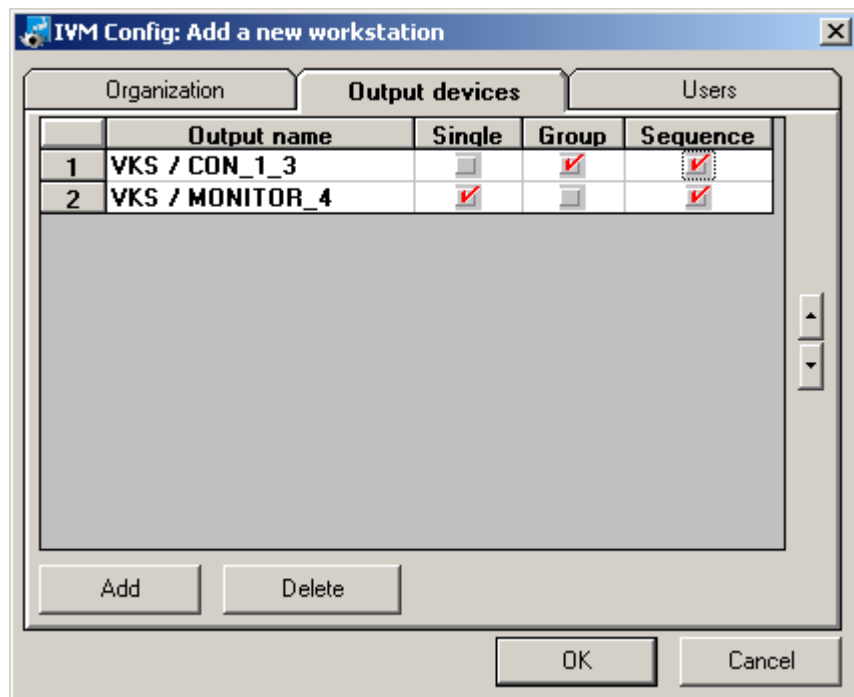 IVM Config: Add a new workstation
Organization Output devices Users
Output name Single Group Sequence
1 VKS / CON_1_3
2 VKS / MONITOR_4
Add Delete
OK Cancel